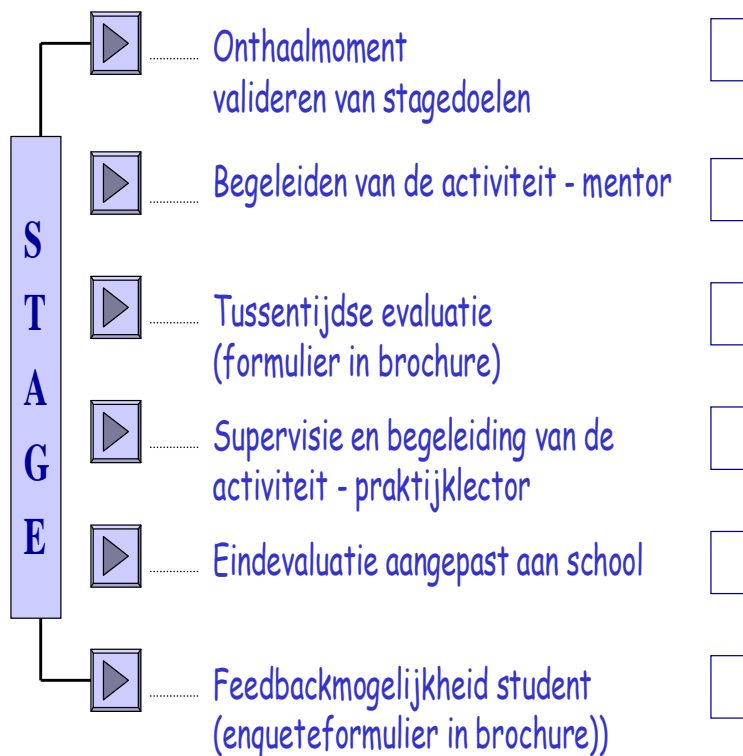 Onthaalmoment
valideren van stagedoelen
Begeleiden van de activiteit - mentor
Tussentijdse evaluatie
(formulier in brochure)
Supervisie en begeleiding van de
activiteit - praktijklector
Eindevaluatie aangepast aan school
Feedbackmogelijkheid student
(enqueteformulier in brochure))
S
T
A
G
E